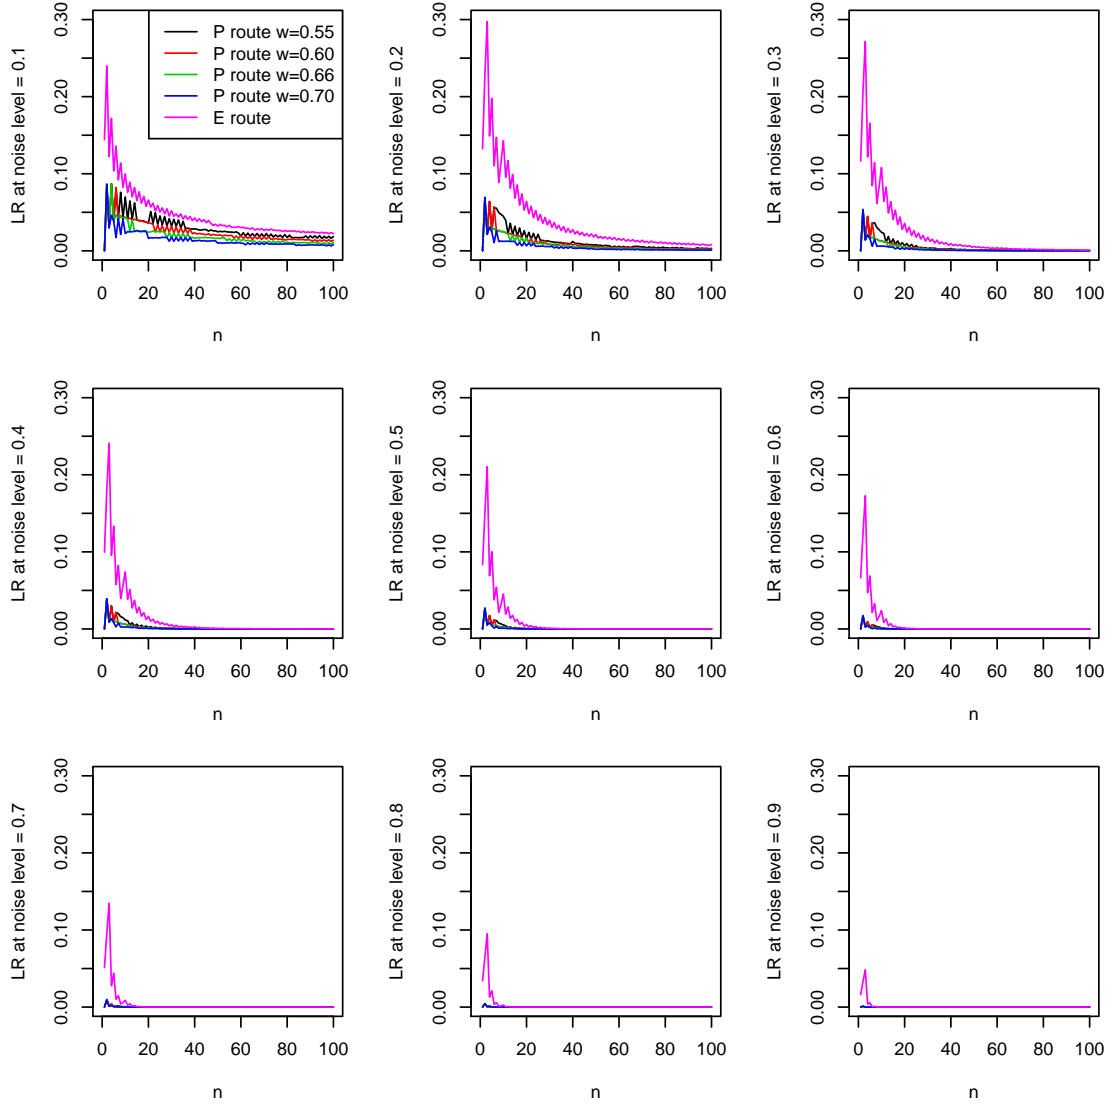 P route w=0.55
P route w=0.60
P route w=0.66
P route w=0.70
E route
LR at noise level = 0.1
0.00 0.10 0.20 0.30
0 20 40 60 80 100
n
LR at noise level = 0.2
0.00 0.10 0.20 0.30
0 20 40 60 80 100
n
LR at noise level = 0.3
0.00 0.10 0.20 0.30
0 20 40 60 80 100
n
LR at noise level = 0.4
0.00 0.10 0.20 0.30
0 20 40 60 80 100
n
LR at noise level = 0.5
0.00 0.10 0.20 0.30
0 20 40 60 80 100
n
LR at noise level = 0.6
0.00 0.10 0.20 0.30
0 20 40 60 80 100
n
LR at noise level = 0.7
0.00 0.10 0.20 0.30
0 20 40 60 80 100
n
LR at noise level = 0.8
0.00 0.10 0.20 0.30
0 20 40 60 80 100
n
LR at noise level = 0.9
0.00 0.10 0.20 0.30
0 20 40 60 80 100
n